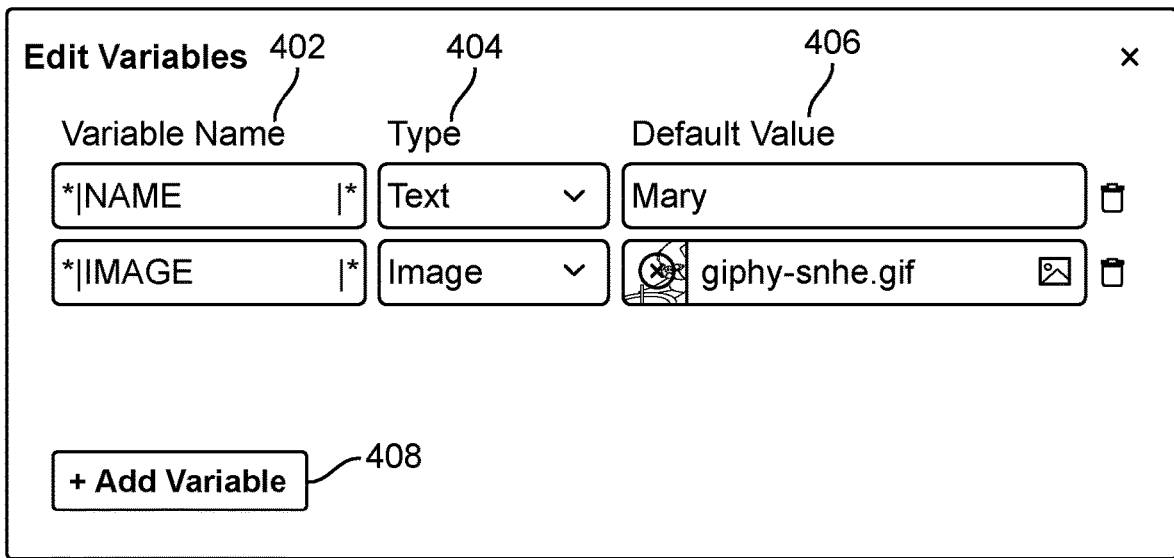 Edit Variables 402 404 406 ×
Variable Name Type Default Value
*|NAME |* Text Mary
*|IMAGE |* Image giphy-snhe.gif
+ Add Variable 408